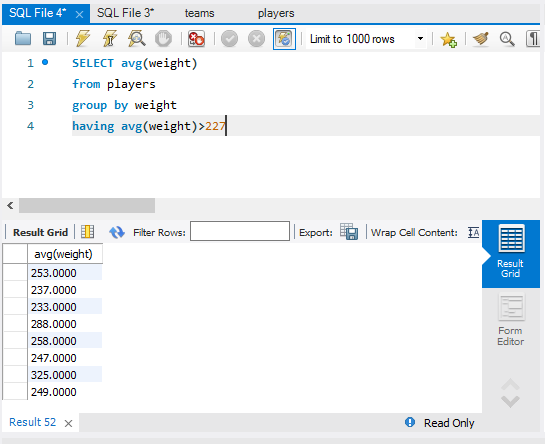 SQL File 4* SQL File 3* teams players
Limit to 1000 rows
1 SELECT avg(weight)
2 from players
3 group by weight
4 having avg(weight)>227
Result Grid Filter Rows: Export: Wrap Cell Content:
avg(weight)
253.0000
237.0000
233.0000
288.0000
258.0000
247.0000
325.0000
249.0000
Result
Grid
Form
Editor
Result 52 Read Only